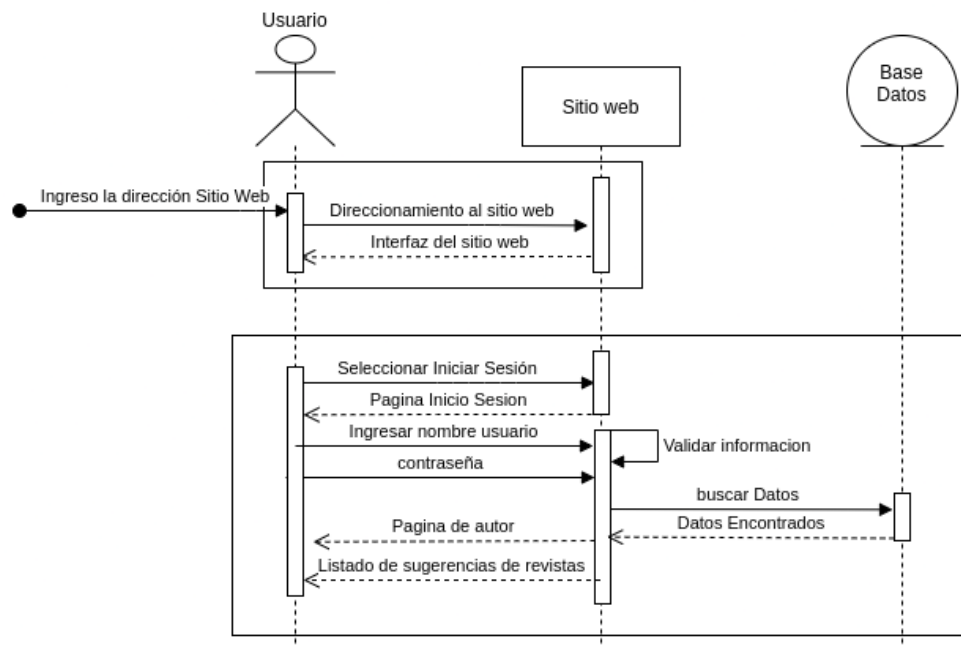 Usuario
Sitio web
Base
Datos
Ingreso la dirección Sitio Web
Direccionamiento al sitio web
Interfaz del sitio web
Seleccionar Iniciar Sesión
Pagina Inicio Sesion
Ingresar nombre usuario
Validar informacion
contraseña
buscar Datos
Datos Encontrados
Pagina de autor
Listado de sugerencias de revistas